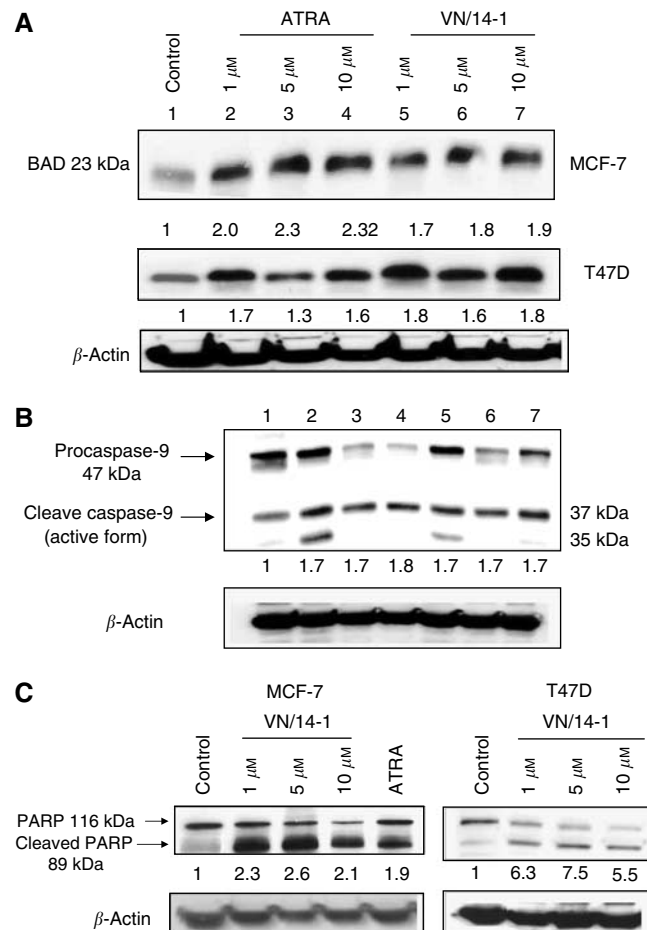 A
ATRA
VN/14-1
Control
1 μM
5 μM
10 μM
1 μM
5 μM
10 μM
1 2 3 4 5 6 7
BAD 23 kDa
MCF-7
1 2.0 2.3 2.32 1.7 1.8 1.9
T47D
1 1.7 1.3 1.6 1.8 1.6 1.8
β-Actin
B
1 2 3 4 5 6 7
Procaspase-9
47 kDa
Cleave caspase-9
(active form)
37 kDa
35 kDa
1 1.7 1.7 1.8 1.7 1.7 1.7
β-Actin
C
MCF-7
T47D
VN/14-1
VN/14-1
Control
1 μM
5 μM
10 μM
ATRA
Control
1 μM
5 μM
10 μM
PARP 116 kDa
Cleaved PARP
89 kDa
1 2.3 2.6 2.1 1.9
1 6.3 7.5 5.5
β-Actin